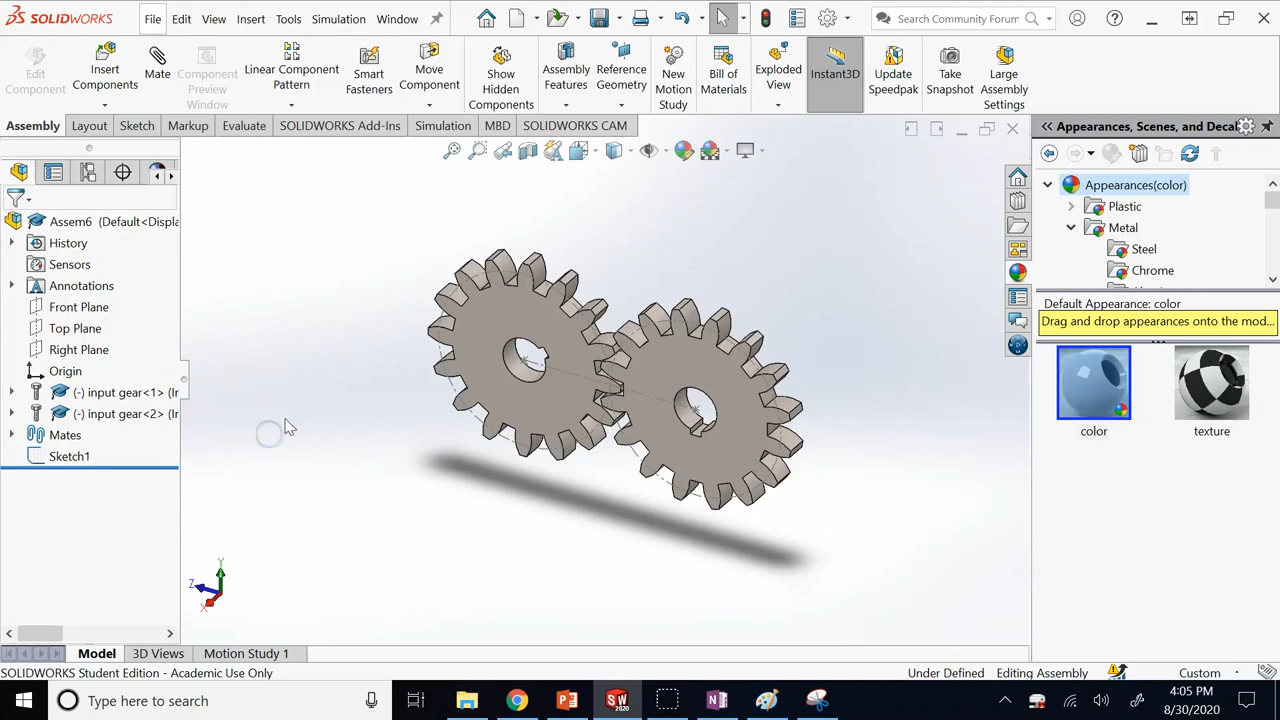 SOLIDWORKS
File Edit View Insert Tools Simulation Window
Search Community Forum
Edit Component
Insert Components
Mate
Component Preview Window
Linear Component Pattern
Smart Fasteners
Move Component
Show Hidden Components
Assembly Features
Reference Geometry
New Motion Study
Bill of Materials
Exploded View
Instant3D
Update Speedpak
Take Snapshot
Large Assembly Settings
Assembly Layout Sketch Markup Evaluate SOLIDWORKS Add-Ins Simulation MBD SOLIDWORKS CAM
Appearances, Scenes, and Decal
Assem6 (Default<Displa
History
Sensors
Annotations
Front Plane
Top Plane
Right Plane
Origin
(-) input gear<1> (In
(-) input gear<2> (In
Mates
Sketch1
Appearances(color)
Plastic
Metal
Steel
Chrome
Default Appearance: color
Drag and drop appearances onto the mod...
color
texture
Y
Z
X
Model 3D Views Motion Study 1
SOLIDWORKS Student Edition - Academic Use Only
Under Defined Editing Assembly Custom
Type here to search
4:05 PM
8/30/2020